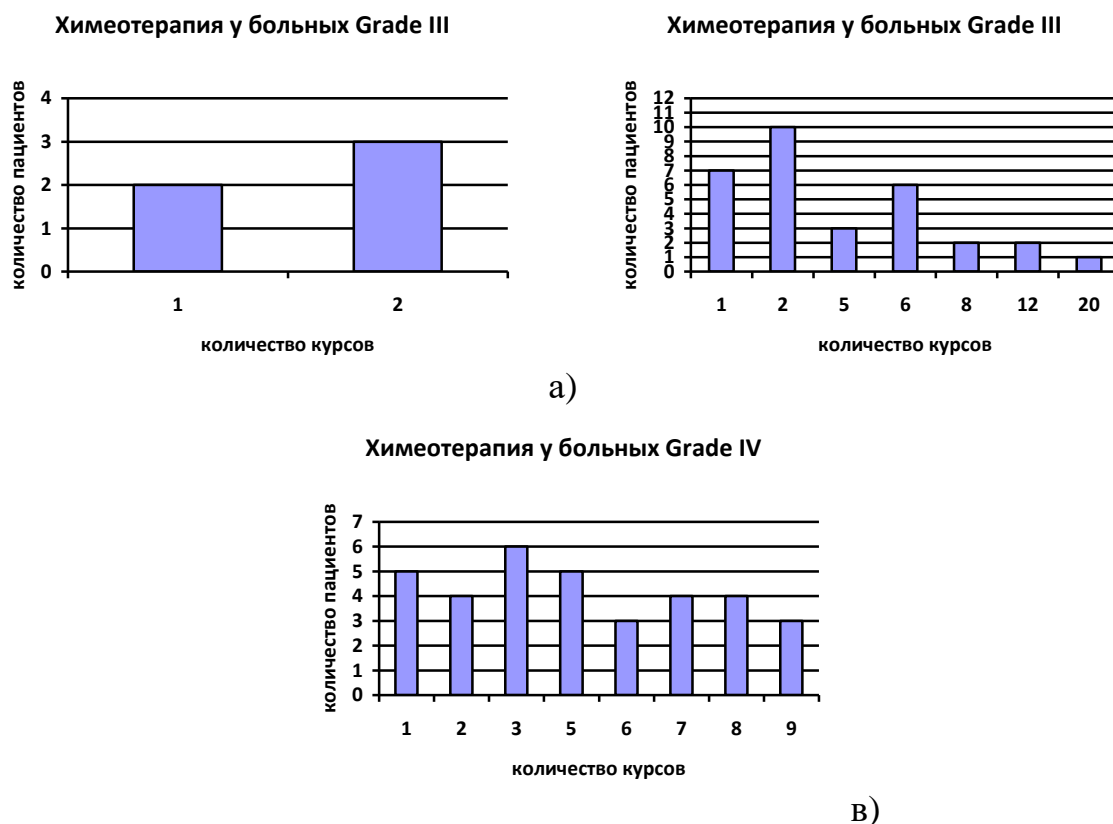 Химеотерапия у больных Grade III
количество пациентов
4
3
2
1
0
1 2
количество курсов
Химеотерапия у больных Grade III
количество пациентов
12
11
10
9
8
7
6
5
4
3
2
1
0
1 2 5 6 8 12 20
количество курсов
а)
Химеотерапия у больных Grade IV
количество пациентов
7
6
5
4
3
2
1
0
1 2 3 5 6 7 8 9
количество курсов
в)